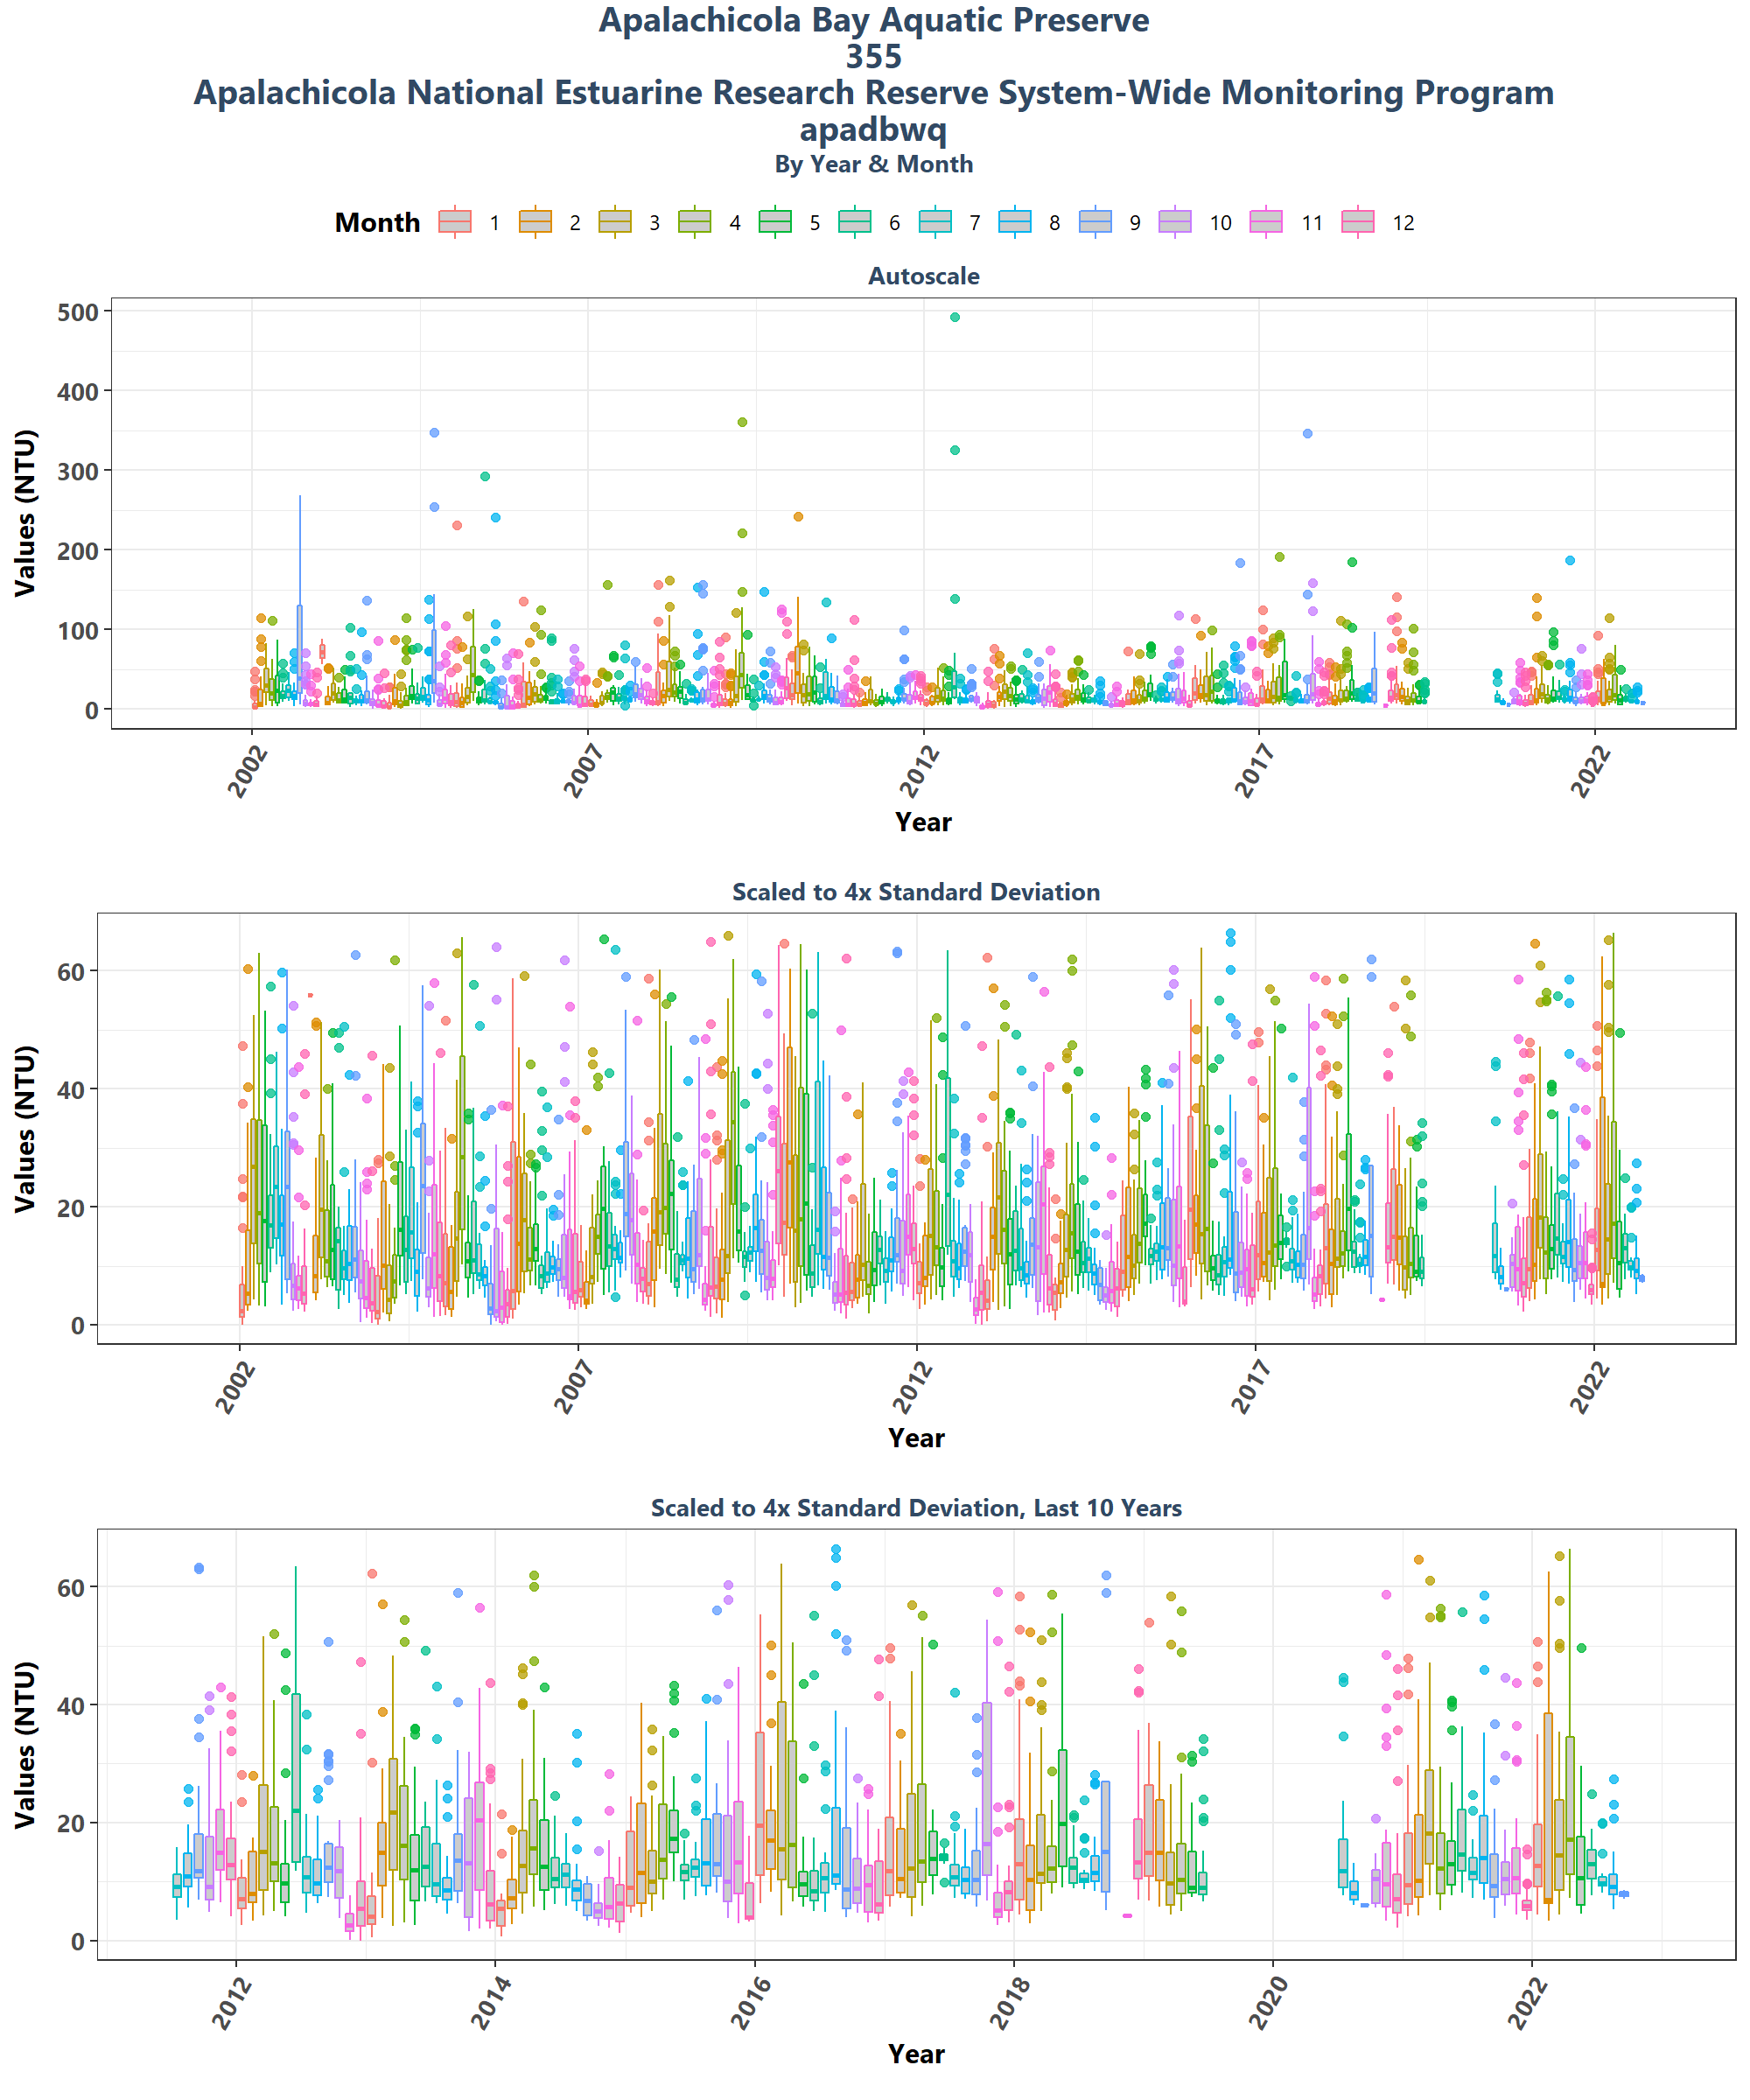 Apalachicola Bay Aquatic Preserve
355
Apalachicola National Estuarine Research Reserve System-Wide Monitoring Program
apadbwq
By Year & Month
Month 1 2 3 4 5 6 7 8 9 10 11 12
Autoscale
Values (NTU)
500
400
300
200
100
0
2002 2007 2012 2017 2022
Year
Scaled to 4x Standard Deviation
Values (NTU)
60
40
20
0
2002 2007 2012 2017 2022
Year
Scaled to 4x Standard Deviation, Last 10 Years
Values (NTU)
60
40
20
0
2012 2014 2016 2018 2020 2022
Year